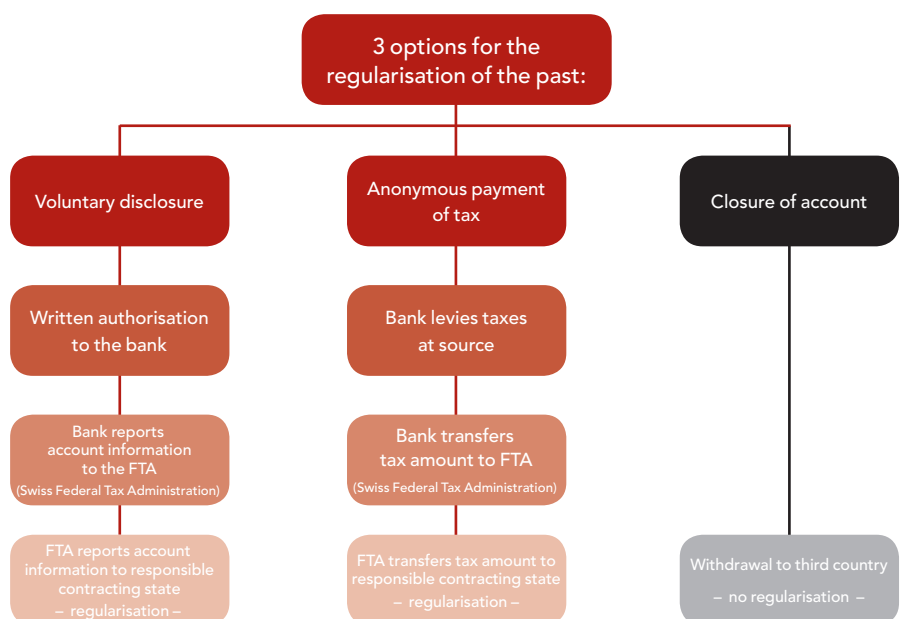 3 options for the
regularisation of the past:
Voluntary disclosure
Written authorisation
to the bank
Bank reports
account information
to the FTA
(Swiss Federal Tax Administration)
FTA reports account
information to responsible
contracting state
– regularisation –
Anonymous payment
of tax
Bank levies taxes
at source
Bank transfers
tax amount to FTA
(Swiss Federal Tax Administration)
FTA transfers tax amount to
responsible contracting state
– regularisation –
Closure of account
Withdrawal to third country
– no regularisation –